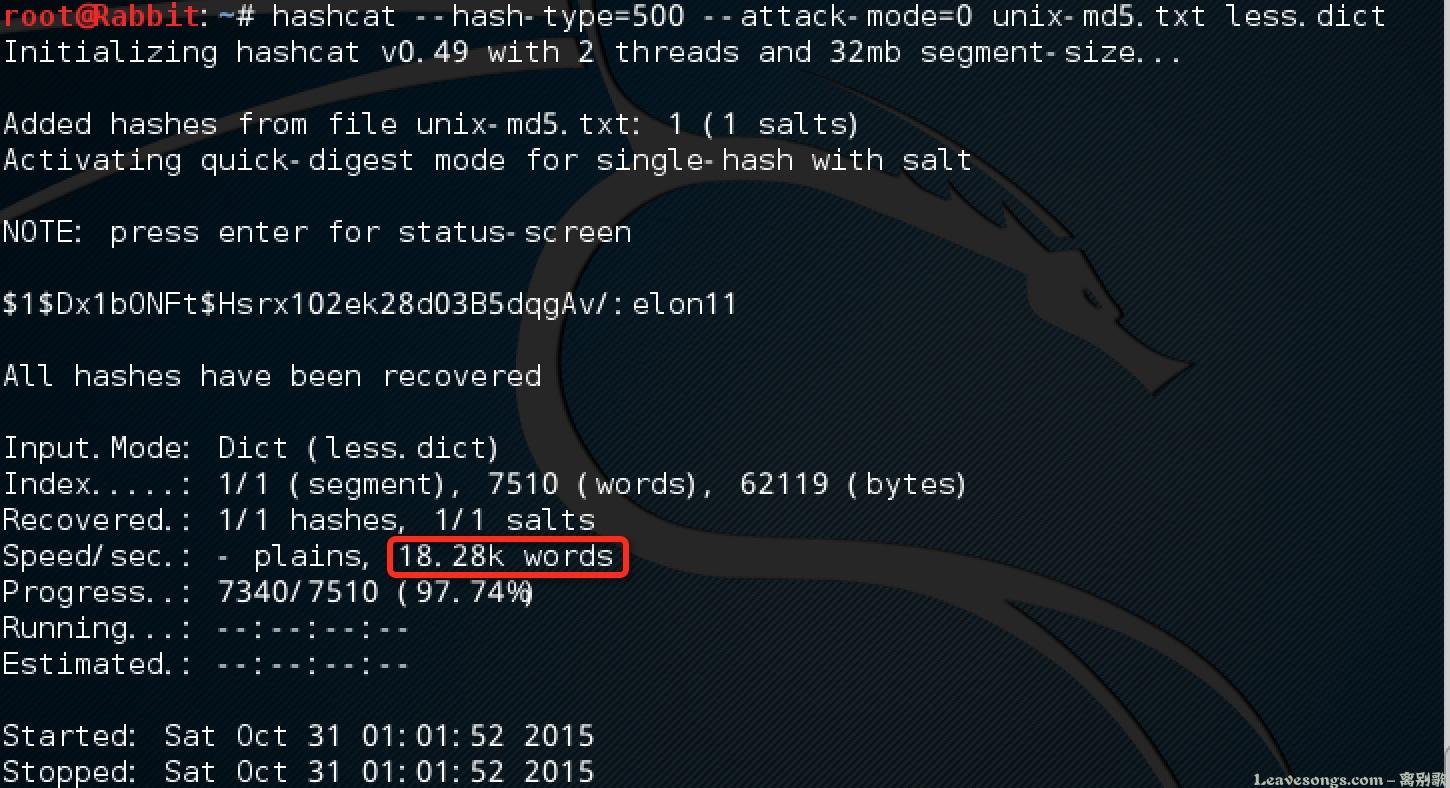 root@Rabbit:~# hashcat --hash-type=500 --attack-mode=0 unix-md5.txt less.dict
Initializing hashcat v0.49 with 2 threads and 32mb segment-size...
Added hashes from file unix-md5.txt: 1 (1 salts)
Activating quick-digest mode for single-hash with salt
NOTE: press enter for status-screen
$1$Dx1bONFt$Hsrx102ek28d03B5dqgAv/:elon11
All hashes have been recovered
Input.Mode: Dict (less.dict)
Index.....: 1/1 (segment), 7510 (words), 62119 (bytes)
Recovered.: 1/1 hashes, 1/1 salts
Speed/sec.: - plains, 18.28k words
Progress..: 7340/7510 (97.74%)
Running...: --:--:--:--
Estimated.: --:--:--:--
Started: Sat Oct 31 01:01:52 2015
Stopped: Sat Oct 31 01:01:52 2015
Leavesongs.com – 离别歌